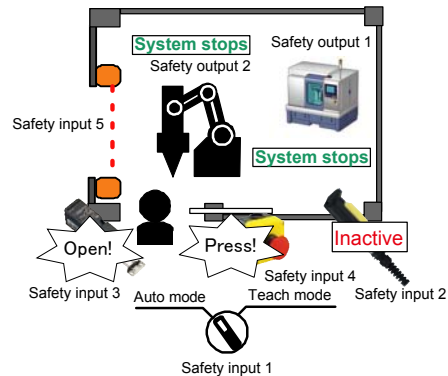 System stops
Safety output 1
Safety output 2
Safety input 5
System stops
Open!
Press!
Inactive
Safety input 3
Safety input 4
Safety input 2
Auto mode
Teach mode
Safety input 1